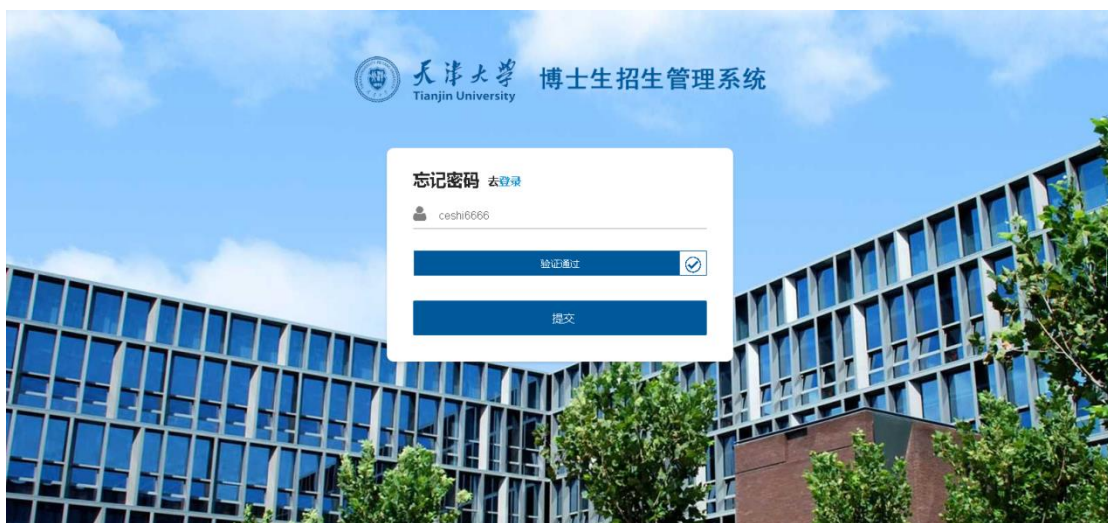 天津大学
Tianjin University
博士生招生管理系统
忘记密码 去登录
ceshi6666
验证通过
提交